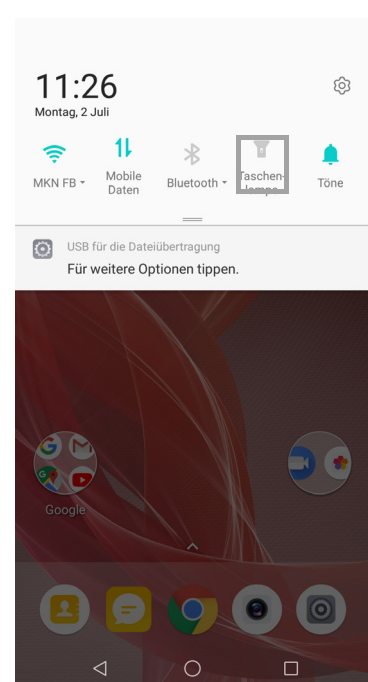 11:26
Montag, 2 Juli
MKN FB
Mobile
Daten
Bluetooth
Taschen-
lampe
Töne
USB für die Dateiübertragung
Für weitere Optionen tippen.
Google